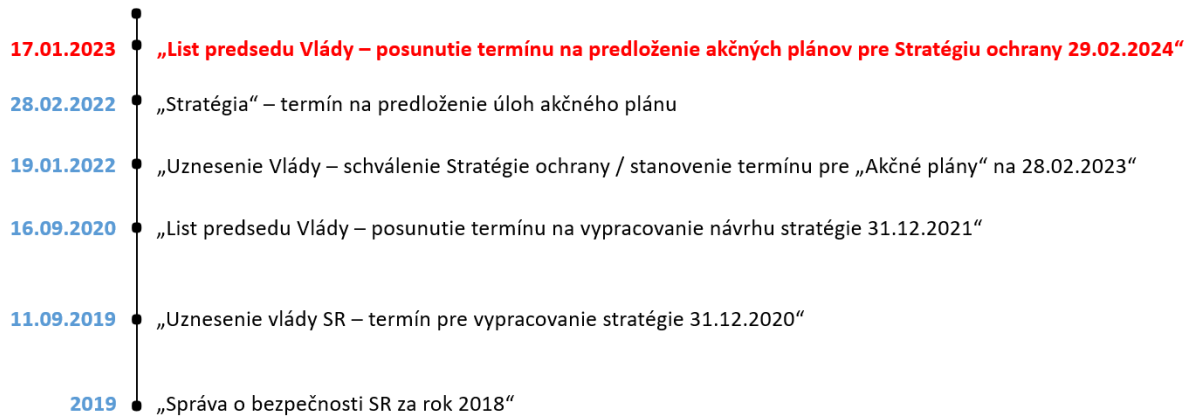 17.01.2023 „List predsedu Vlády – posunutie termínu na predloženie akčných plánov pre Stratégiu ochrany 29.02.2024“
28.02.2022 „Stratégia“ – termín na predloženie úloh akčného plánu
19.01.2022 „Uznesenie Vlády – schválenie Stratégie ochrany / stanovenie termínu pre „Akčné plány“ na 28.02.2023“
16.09.2020 „List predsedu Vlády – posunutie termínu na vypracovanie návrhu stratégie 31.12.2021“
11.09.2019 „Uznesenie vlády SR – termín pre vypracovanie stratégie 31.12.2020“
2019 „Správa o bezpečnosti SR za rok 2018“